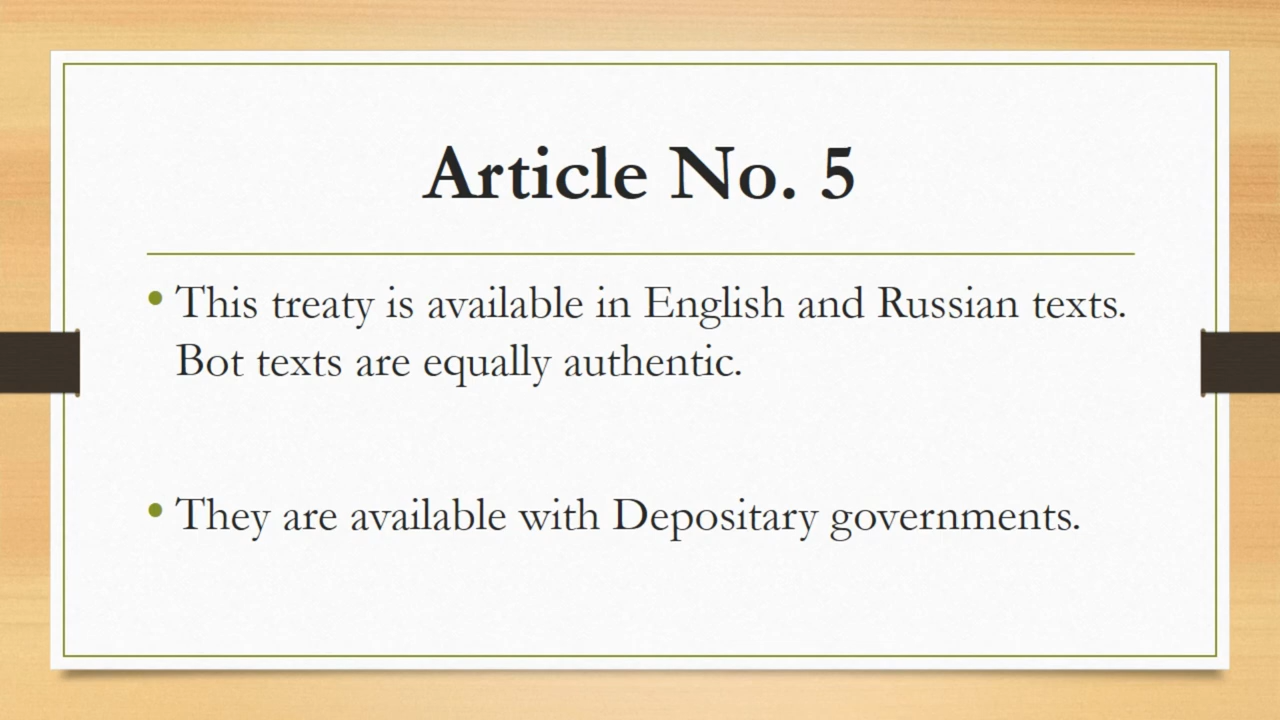 Article No. 5
• This treaty is available in English and Russian texts.
Bot texts are equally authentic.
• They are available with Depositary governments.